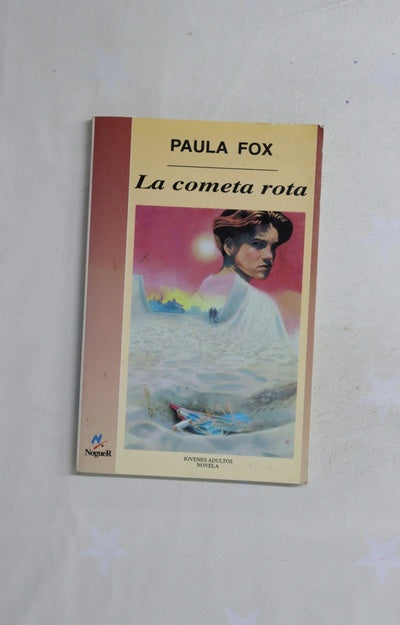 PAULA FOX
La cometa rota
N
NogueR
JOVENES ADULTOS
NOVELA